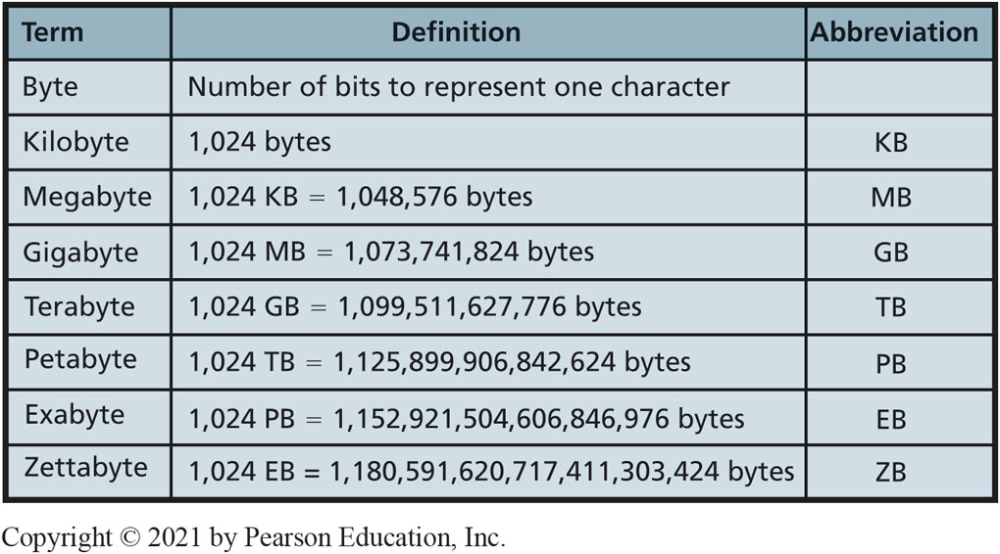 Term Definition Abbreviation
Byte Number of bits to represent one character
Kilobyte 1,024 bytes KB
Megabyte 1,024 KB = 1,048,576 bytes MB
Gigabyte 1,024 MB = 1,073,741,824 bytes GB
Terabyte 1,024 GB = 1,099,511,627,776 bytes TB
Petabyte 1,024 TB = 1,125,899,906,842,624 bytes PB
Exabyte 1,024 PB = 1,152,921,504,606,846,976 bytes EB
Zettabyte 1,024 EB = 1,180,591,620,717,411,303,424 bytes ZB
Copyright © 2021 by Pearson Education, Inc.